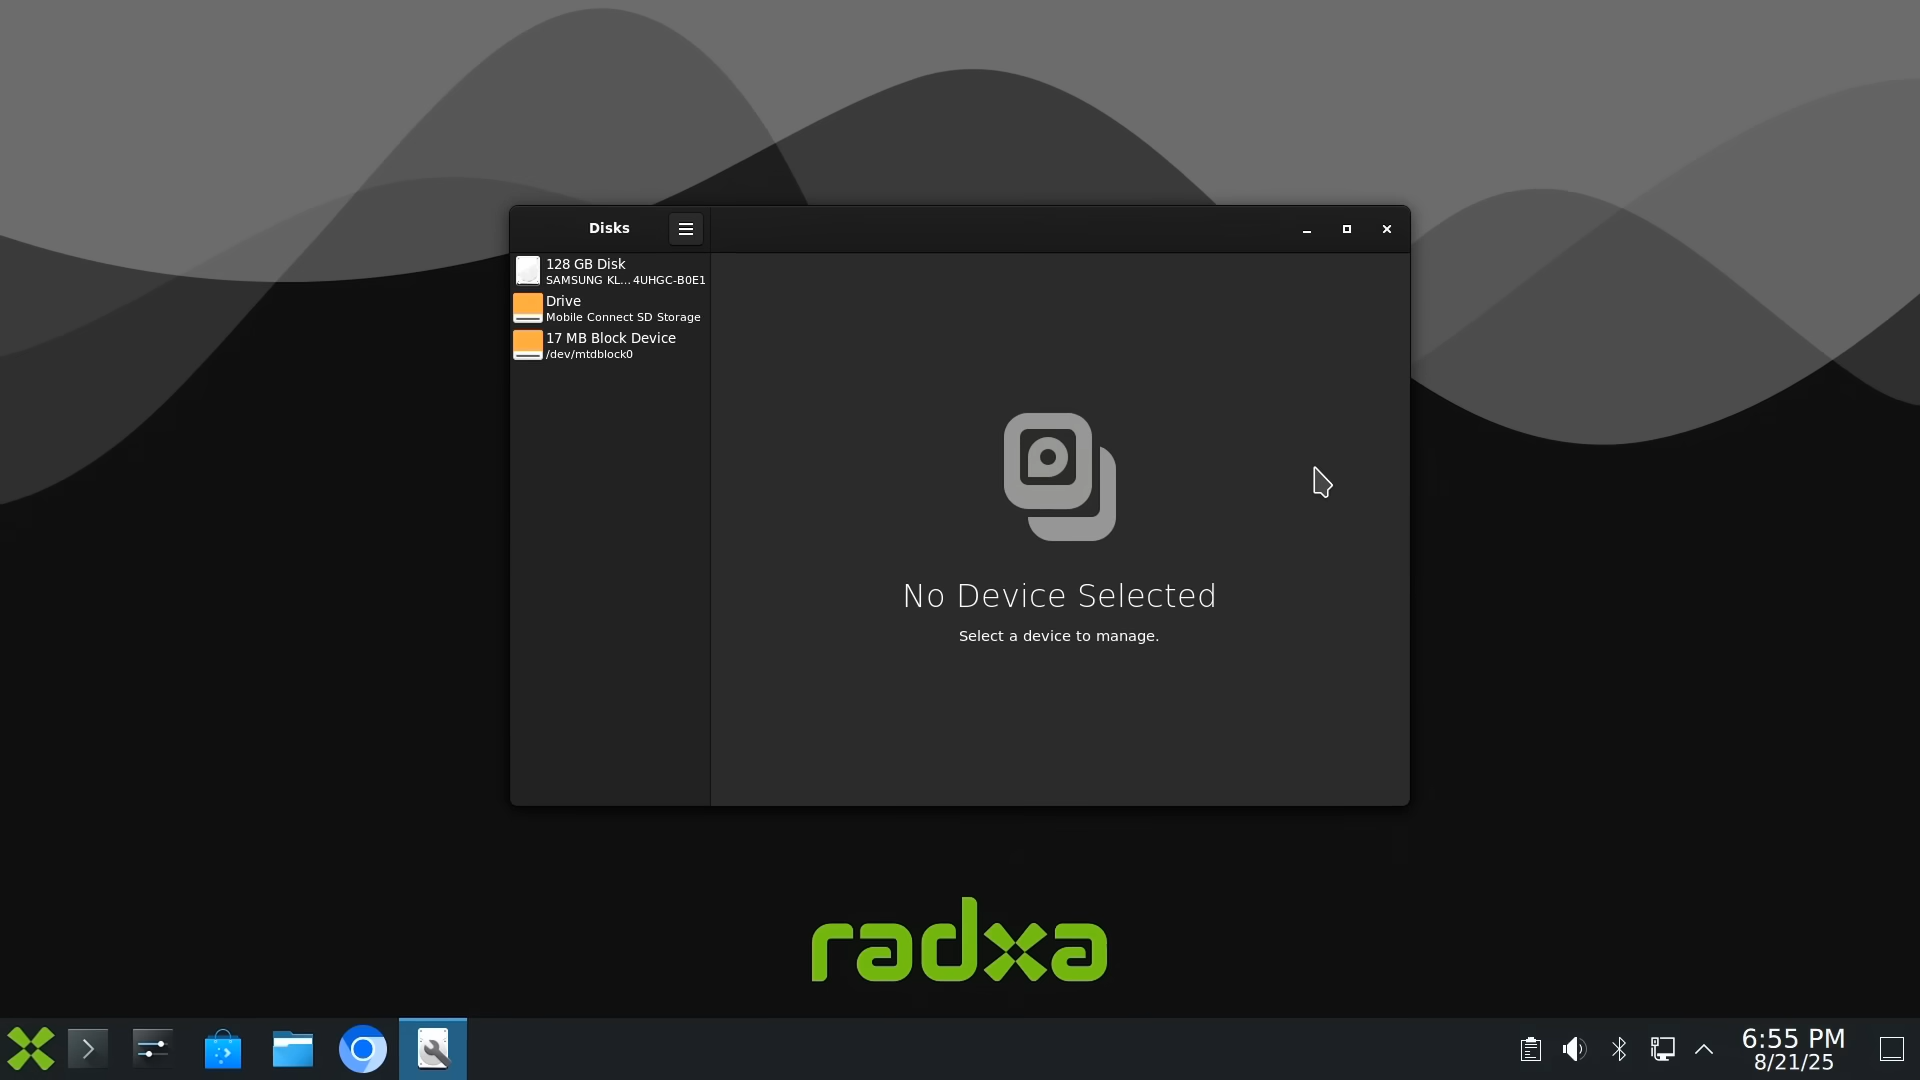 Disks
128 GB Disk
SAMSUNG KL... 4UHGC-B0E1
Drive
Mobile Connect SD Storage
17 MB Block Device
/dev/mtdblock0
No Device Selected
Select a device to manage.
radxa
6:55 PM
8/21/25